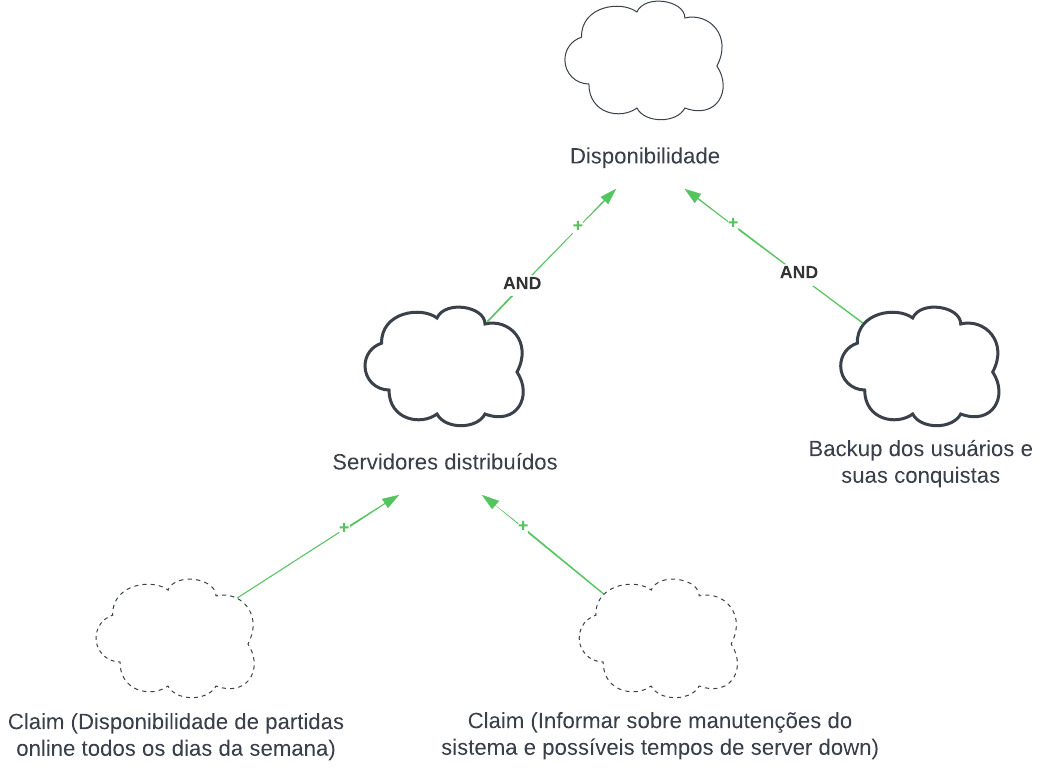 Disponibilidade
+
+
AND
AND
Servidores distribuídos
Backup dos usuários e
suas conquistas
+
+
Claim (Disponibilidade de partidas
online todos os dias da semana)
Claim (Informar sobre manutenções do
sistema e possíveis tempos de server down)